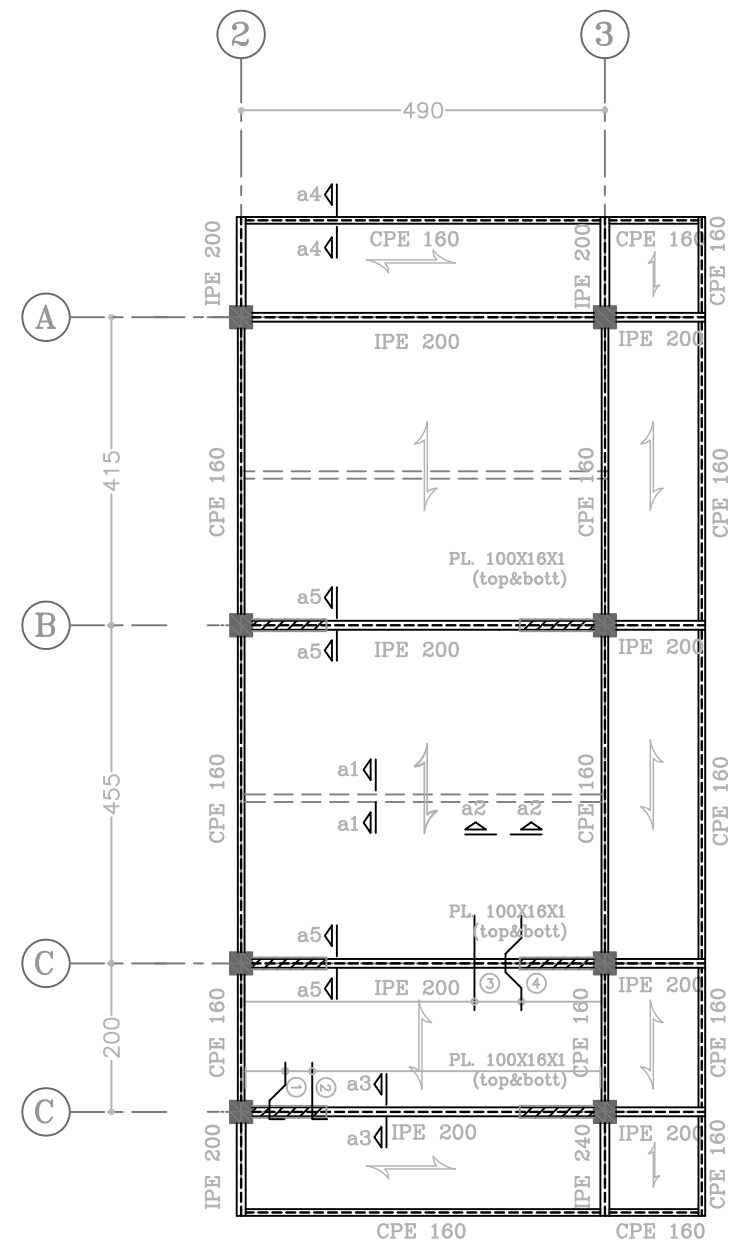 2 3
490
a4
IPE 200
a4
CPE 160
IPE 200
CPE 160
CPE 160
A
IPE 200
IPE 200
415
CPE 160
CPE 160
CPE 160
PL. 100X16X1
(top&bott)
a5
B
a5
IPE 200
IPE 200
455
CPE 160
a1
a1
CPE 160
CPE 160
a2 a2
PL. 100X16X1
(top&bott)
a5
C
a5
IPE 200
3 4
IPE 200
200
CPE 160
CPE 160
CPE 160
PL. 100X16X1
(top&bott)
1 2
a3
C
a3
IPE 200
IPE 200
IPE 200
IPE 240
CPE 160
CPE 160
CPE 160